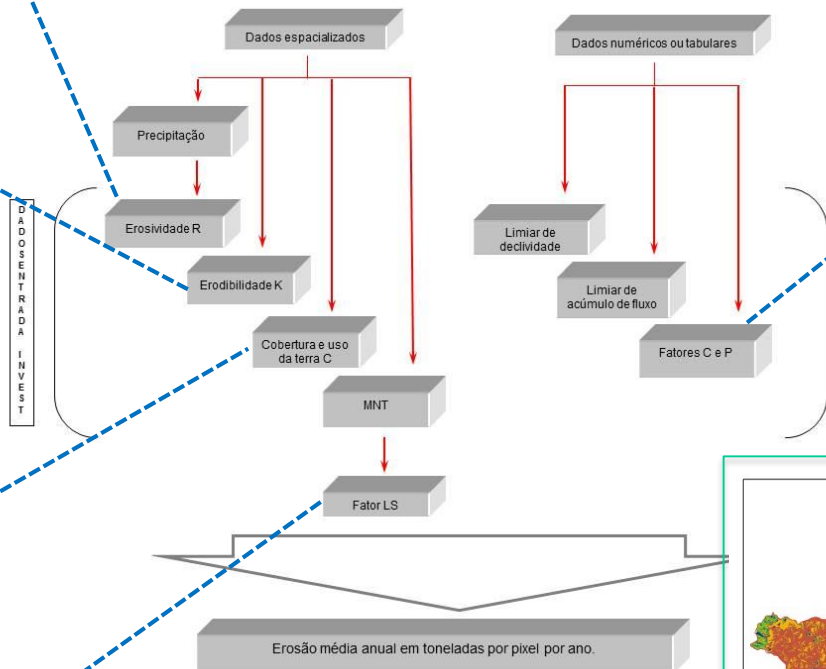 Dados espacializados
Dados numéricos ou tabulares
Precipitação
DADOS ENTRADA INVEST
Erosividade R
Limiar de
declividade
Erodibilidade K
Limiar de
acúmulo de fluxo
Cobertura e uso
da terra C
Fatores C e P
MNT
Fator LS
Erosão média anual em toneladas por pixel por ano.